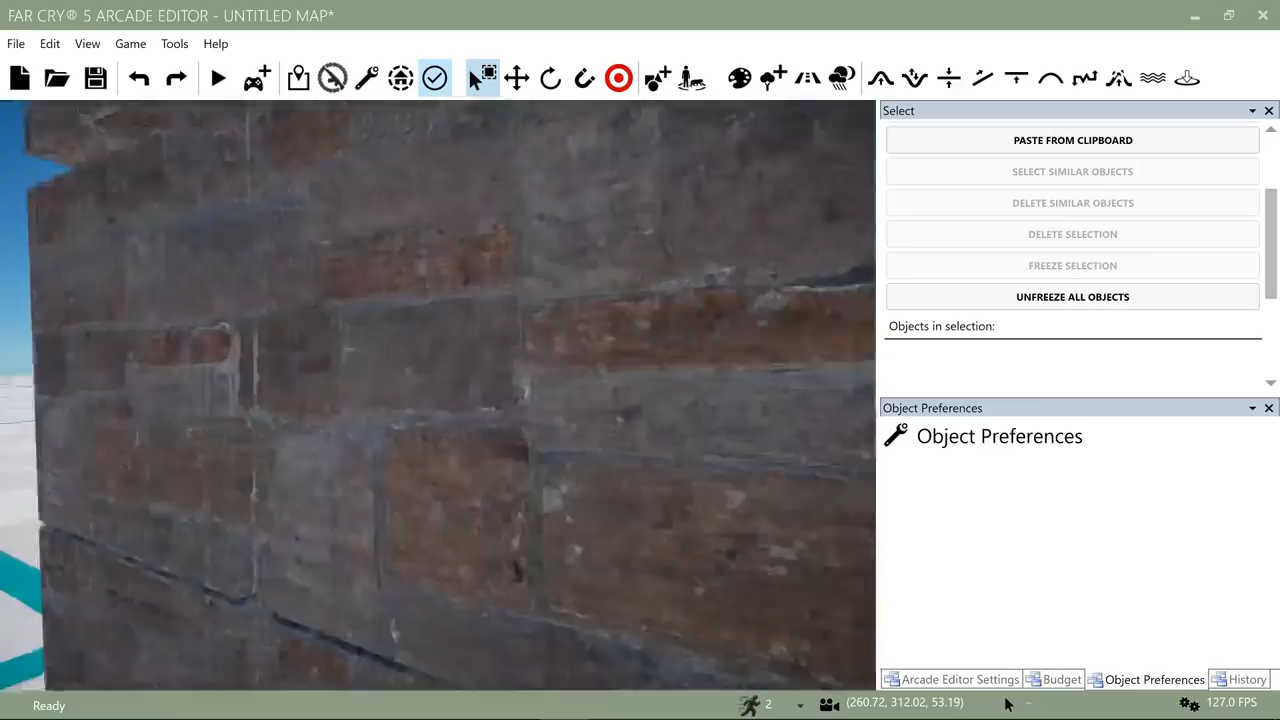 FAR CRY® 5 ARCADE EDITOR - UNTITLED MAP*
File Edit View Game Tools Help
Select
PASTE FROM CLIPBOARD
SELECT SIMILAR OBJECTS
DELETE SIMILAR OBJECTS
DELETE SELECTION
FREEZE SELECTION
UNFREEZE ALL OBJECTS
Objects in selection:
Object Preferences
Object Preferences
Arcade Editor Settings Budget Object Preferences History
Ready 2 (260.72, 312.02, 53.19) - 127.0 FPS